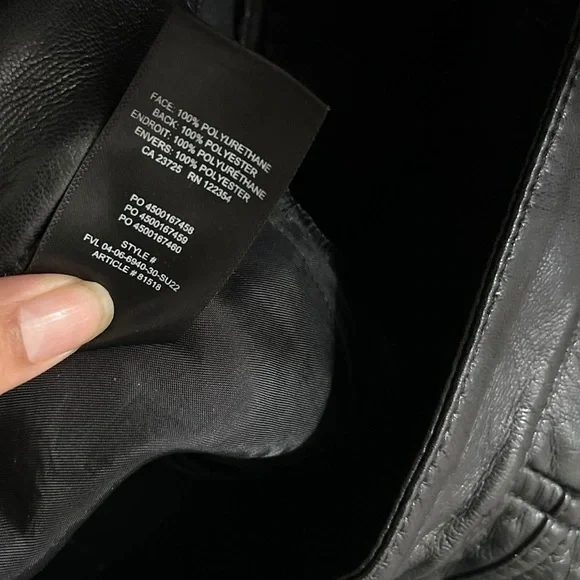 FACE: 100% POLYURETHANE
BACK: 100% POLYESTER
ENDROIT: 100% POLYURETHANE
ENVERS: 100% POLYESTER
CA 23725 RN 122354
PO 4500167458
PO 4500167459
PO 4500167460
STYLE #
FVL 04-06-6940-30-SU22
ARTICLE # 81518